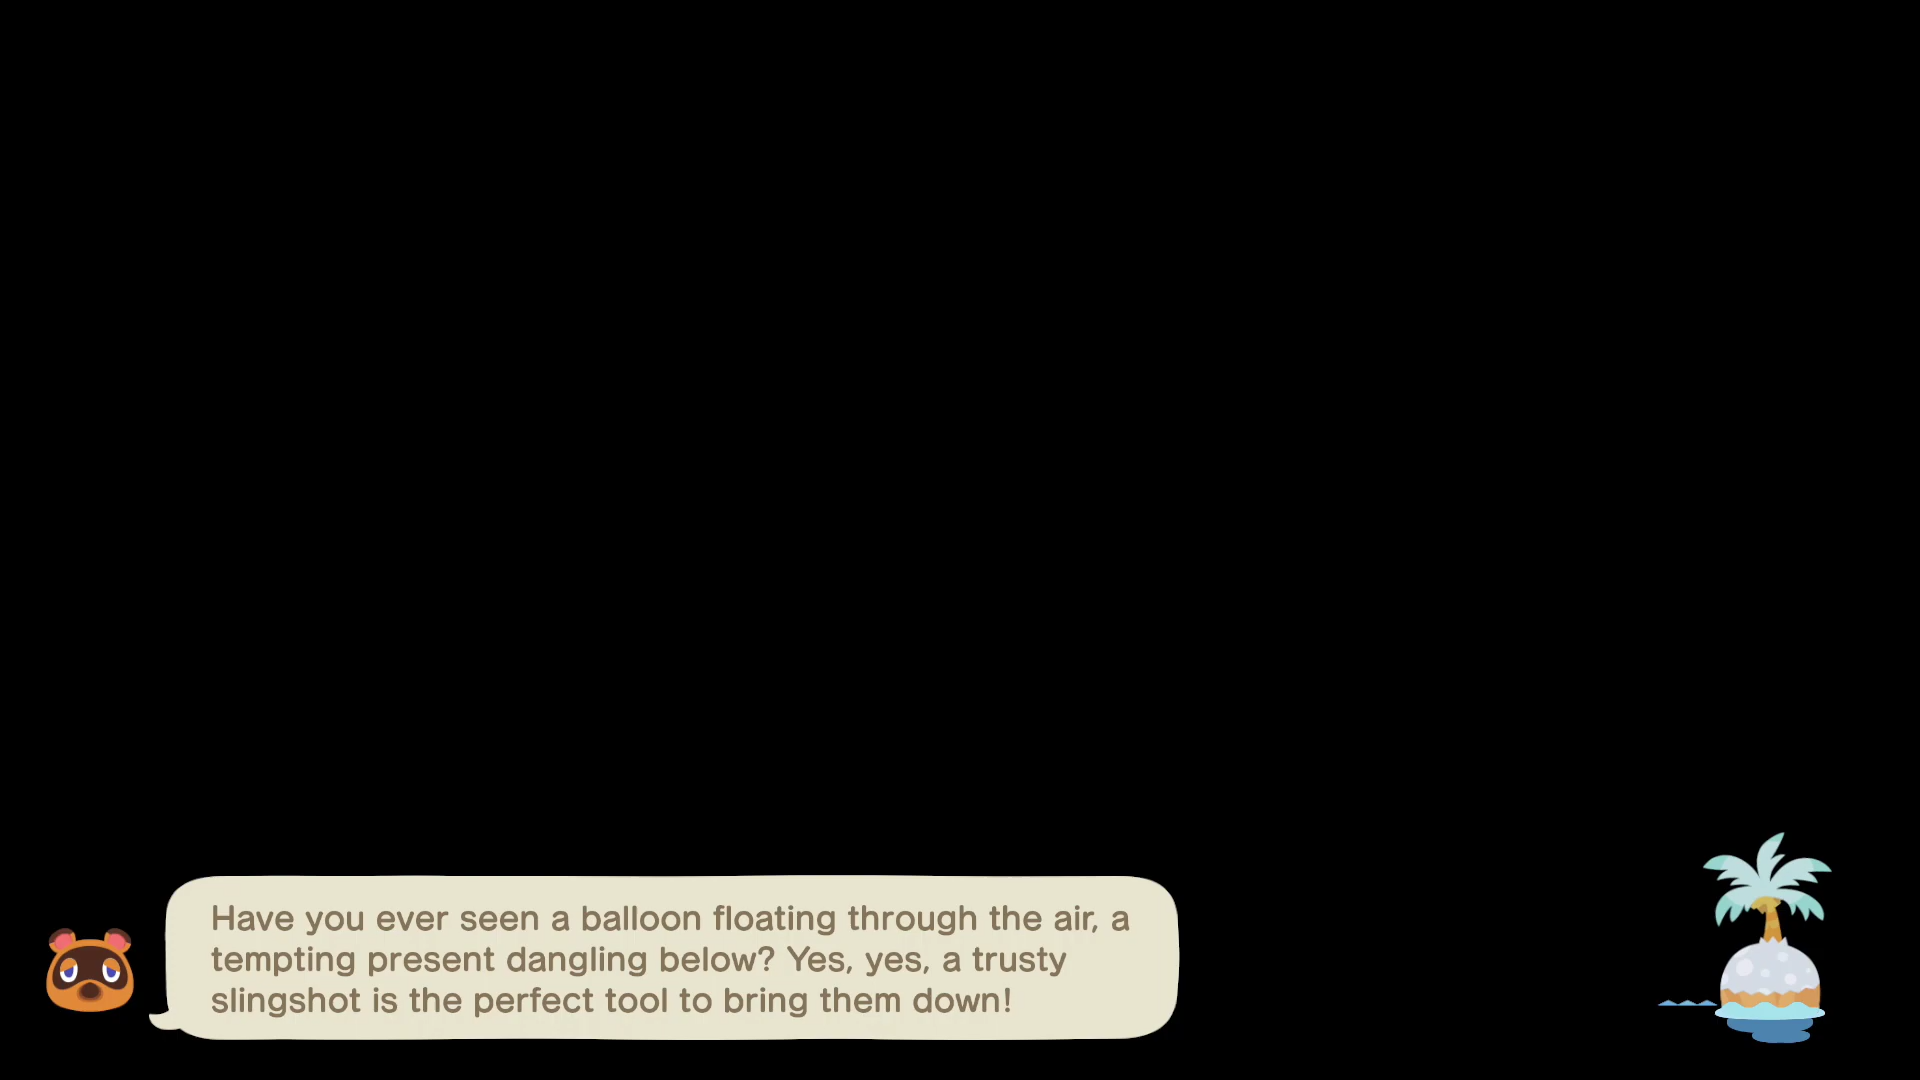 Have you ever seen a balloon floating through the air, a
tempting present dangling below? Yes, yes, a trusty
slingshot is the perfect tool to bring them down!